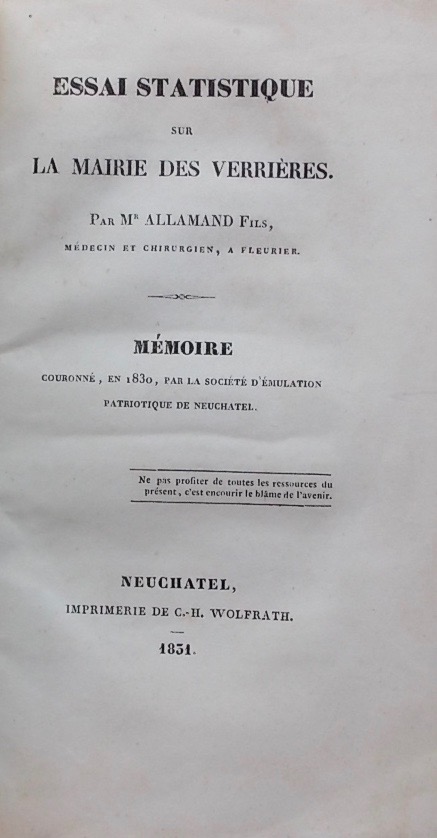 ESSAI STATISTIQUE
SUR
LA MAIRIE DES VERRIÈRES.
PAR Mᴿ ALLAMAND FILS,
MÉDECIN ET CHIRURGIEN, A FLEURIER.
MÉMOIRE
COURONNÉ, EN 1830, PAR LA SOCIÉTÉ D'ÉMULATION
PATRIOTIQUE DE NEUCHATEL.
Ne pas profiter de toutes les ressources du
présent, c'est encourir le blâme de l'avenir.
NEUCHATEL,
IMPRIMERIE DE C.-H. WOLFRATH.
1831.